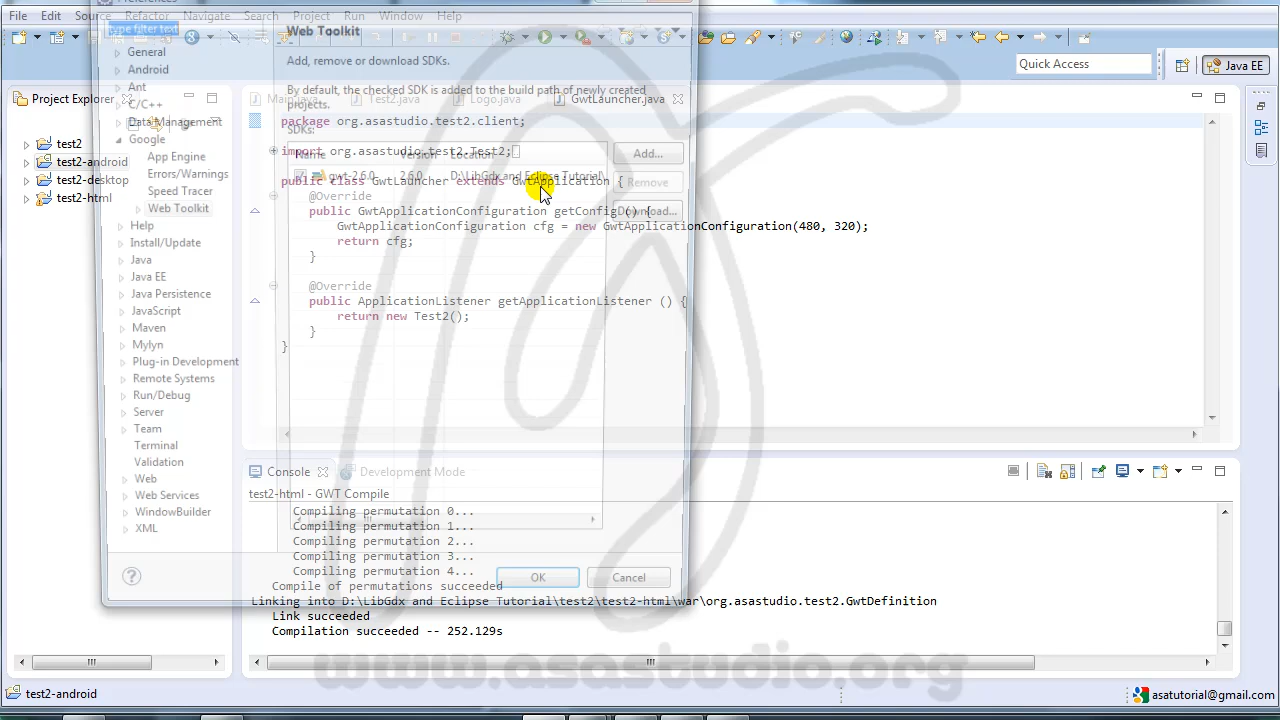 Preferences
File Edit Source Refactor Navigate Search Project Run Window Help
type filter text
Web Toolkit
General
Android
Ant
C/C++
Data Management
Google
App Engine
Errors/Warnings
Speed Tracer
Web Toolkit
Help
Install/Update
Java
Java EE
Java Persistence
JavaScript
Maven
Mylyn
Plug-in Development
Remote Systems
Run/Debug
Server
Team
Terminal
Validation
Web
Web Services
WindowBuilder
XML
Add, remove or download SDKs.
By default, the checked SDK is added to the build path of newly created
projects.
SDKs:
Name Version Location
gwt-2.6.0 2.6.0 D:\LibGdx and Eclipse Tutorial\
Add...
Remove
Download...
OK
Cancel
Quick Access
Java EE
Project Explorer
test2
test2-android
test2-desktop
test2-html
Main.java Test2.java Logo.java GwtLauncher.java
package org.asastudio.test2.client;
import org.asastudio.test2.Test2;
public class GwtLauncher extends GwtApplication {
@Override
public GwtApplicationConfiguration getConfig () {
GwtApplicationConfiguration cfg = new GwtApplicationConfiguration(480, 320);
return cfg;
}
@Override
public ApplicationListener getApplicationListener () {
return new Test2();
}
}
Console Development Mode
test2-html - GWT Compile
Compiling permutation 0...
Compiling permutation 1...
Compiling permutation 2...
Compiling permutation 3...
Compiling permutation 4...
Compile of permutations succeeded
Linking into D:\LibGdx and Eclipse Tutorial\test2\test2-html\war\org.asastudio.test2.GwtDefinition
Link succeeded
Compilation succeeded -- 252.129s
www.asastudio.org
test2-android
asatutorial@gmail.com